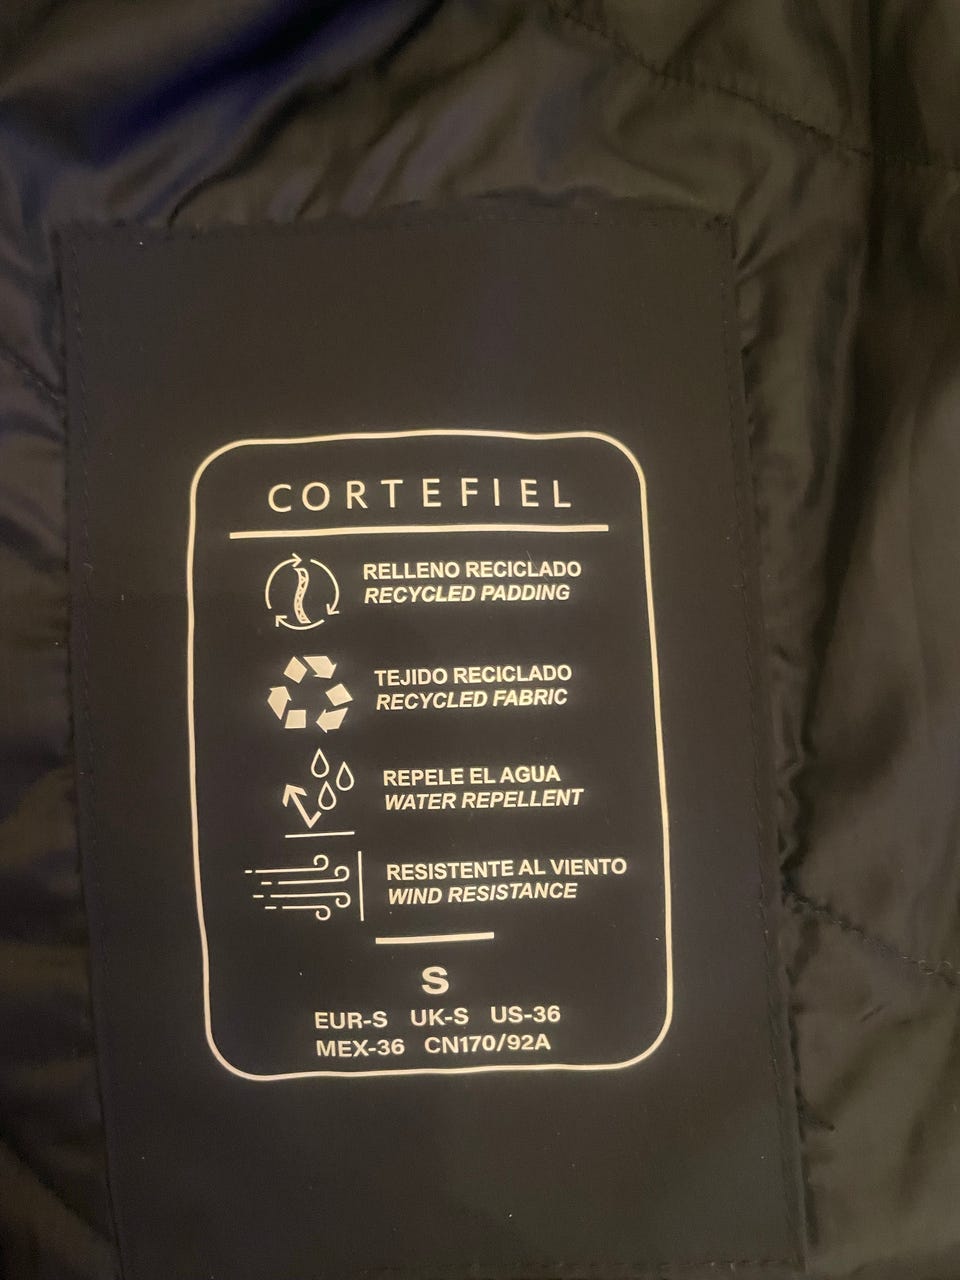 CORTEFIEL
RELLENO RECICLADO
RECYCLED PADDING
TEJIDO RECICLADO
RECYCLED FABRIC
REPELE EL AGUA
WATER REPELLENT
RESISTENTE AL VIENTO
WIND RESISTANCE
S
EUR-S UK-S US-36
MEX-36 CN170/92A